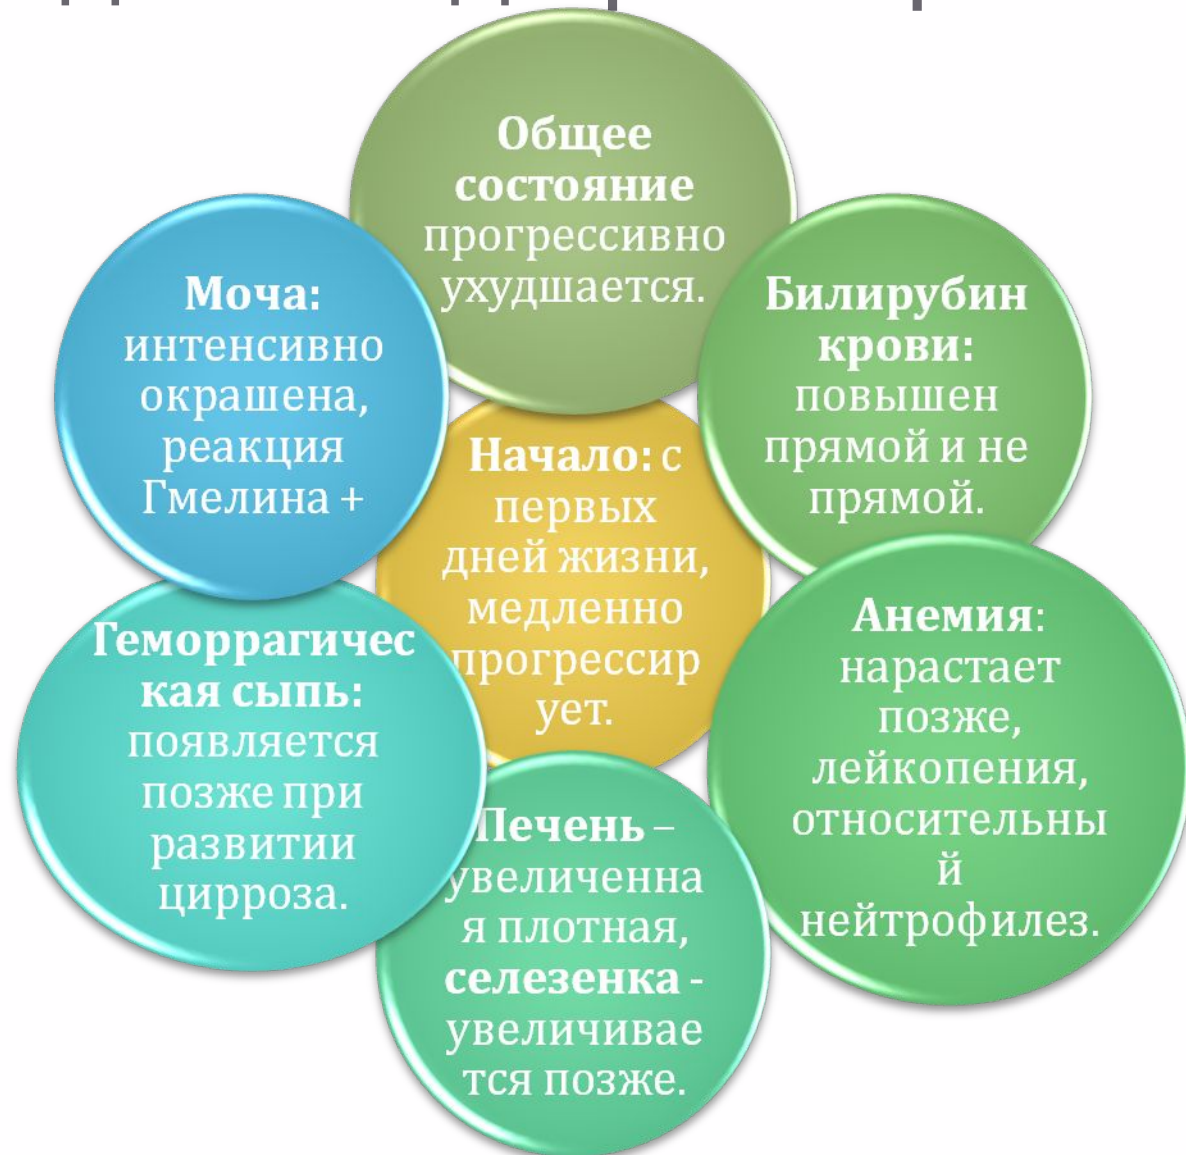 Общее
состояние
прогрессивно
ухудшается.
Билирубин
крови:
повышен
прямой и не
прямой.
Анемия:
нарастает
позже,
лейкопения,
относительны
й
нейтрофилез.
Печень –
увеличенна
я плотная,
селезенка -
увеличивае
тся позже.
Геморрагичес
кая сыпь:
появляется
позже при
развитии
цирроза.
Моча:
интенсивно
окрашена,
реакция
Гмелина +
Начало: с
первых
дней жизни,
медленно
прогрессир
ует.